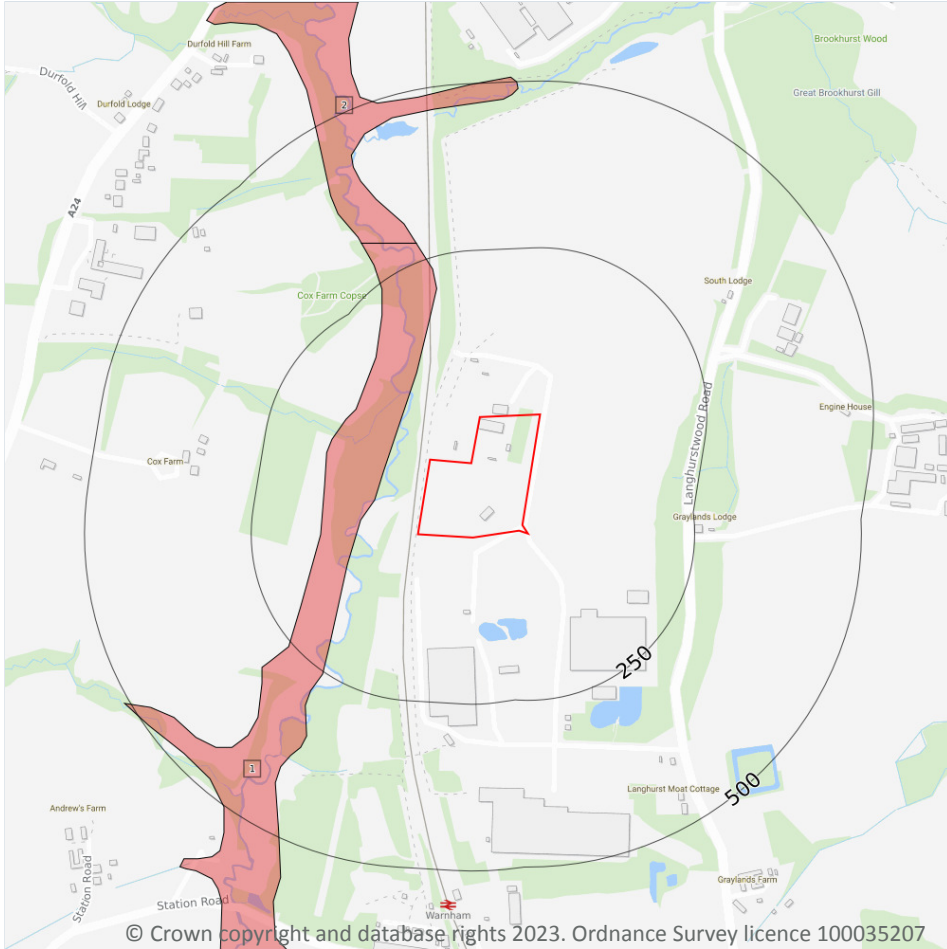 Durfold Hill Farm
Brookhurst Wood
Durfold Hill
Great Brookhurst Gill
Durfold Lodge
2
A24
South Lodge
Cox Farm Copse
Langhurstwood Road
Engine House
Cox Farm
Graylands Lodge
250
1
500
Langhurst Moat Cottage
Andrew's Farm
Graylands Farm
Station Road
Station Road
Warnham
© Crown copyright and database rights 2023. Ordnance Survey licence 100035207